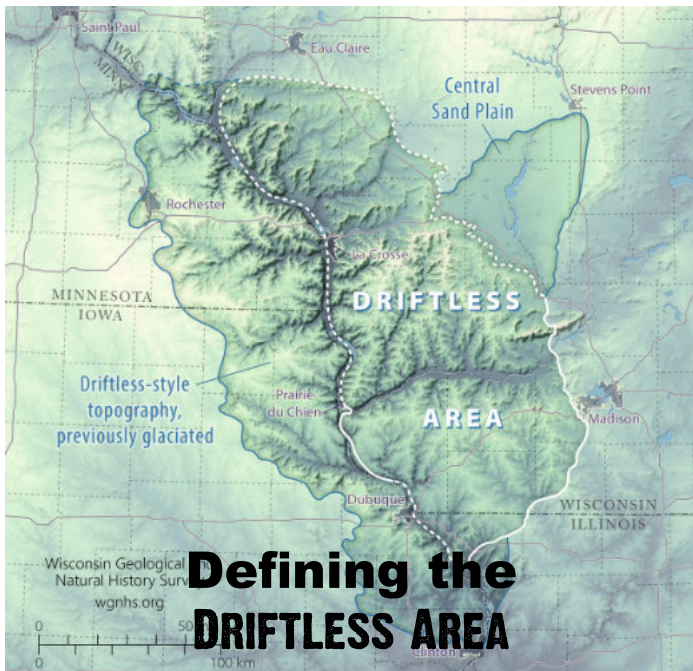 Saint Paul
WISC
MINN
Eau Claire
Central
Sand Plain
Stevens Point
Rochester
La Crosse
MINNESOTA
IOWA
DRIFTLESS
Driftless-style
topography,
previously glaciated
Prairie
du Chien
AREA
Madison
Dubuque
WISCONSIN
ILLINOIS
Wisconsin Geological
Natural History
wgnhs.org
Defining the
DRIFTLESS AREA
0
50
0
100 km
Clinton